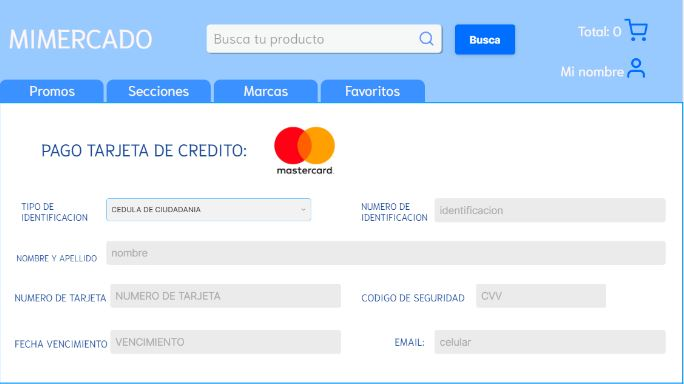 MIMERCADO
Busca tu producto
Busca
Total: 0
Mi nombre
Promos
Secciones
Marcas
Favoritos
PAGO TARJETA DE CREDITO:
mastercard.
TIPO DE
IDENTIFICACION
CEDULA DE CIUDADANIA
NUMERO DE
IDENTIFICACION
identificacion
NOMBRE Y APELLIDO
nombre
NUMERO DE TARJETA
NUMERO DE TARJETA
CODIGO DE SEGURIDAD
CVV
FECHA VENCIMIENTO
VENCIMIENTO
EMAIL:
celular